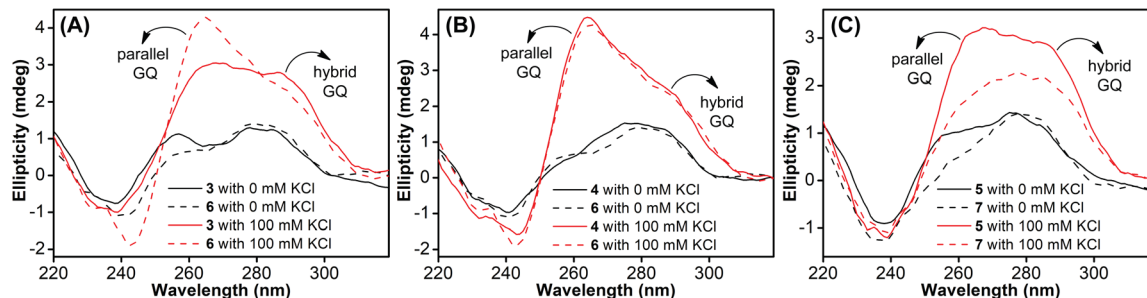 (A)
4
3
2
1
0
-1
-2
Ellipticity (mdeg)
parallel
GQ
hybrid
GQ
3 with 0 mM KCl
6 with 0 mM KCl
3 with 100 mM KCl
6 with 100 mM KCl
220 240 260 280 300
Wavelength (nm)
(B)
4
3
2
1
0
-1
-2
Ellipticity (mdeg)
parallel
GQ
hybrid
GQ
4 with 0 mM KCl
6 with 0 mM KCl
4 with 100 mM KCl
6 with 100 mM KCl
220 240 260 280 300
Wavelength (nm)
(C)
3
2
1
0
-1
Ellipticity (mdeg)
parallel
GQ
hybrid
GQ
5 with 0 mM KCl
7 with 0 mM KCl
5 with 100 mM KCl
7 with 100 mM KCl
220 240 260 280 300
Wavelength (nm)